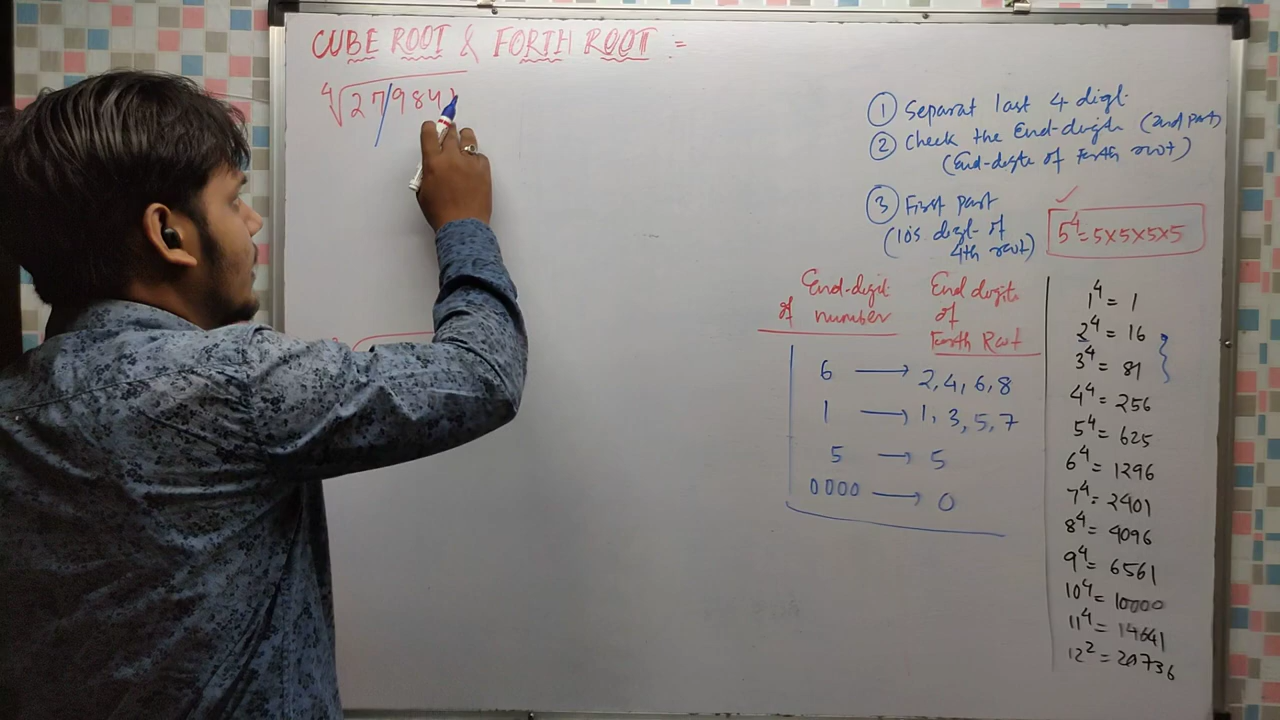 CUBE ROOT & FORTH ROOT =
4√27/984
① Separat last 4 digt.
② Check the End-digit (2nd part)
(End-digte of Forth root)
③ First part
(10s digt- of
4th root)
5⁴=5×5×5×5
End-digit
of number
End digit
of
Forth Root
6 → 2,4,6,8
1 → 1,3,5,7
5 → 5
0000 → 0
1⁴ = 1
2⁴ = 16
3⁴ = 81
4⁴ = 256
5⁴ = 625
6⁴ = 1296
7⁴ = 2401
8⁴ = 4096
9⁴ = 6561
10⁴ = 10000
11⁴ = 14641
12² = 20736